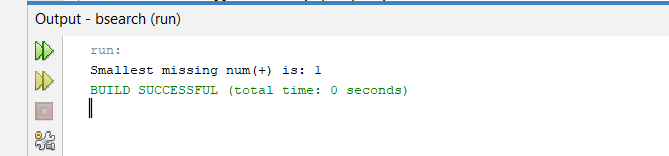 Output - bsearch (run)
run:
Smallest missing num(+) is: 1
BUILD SUCCESSFUL (total time: 0 seconds)